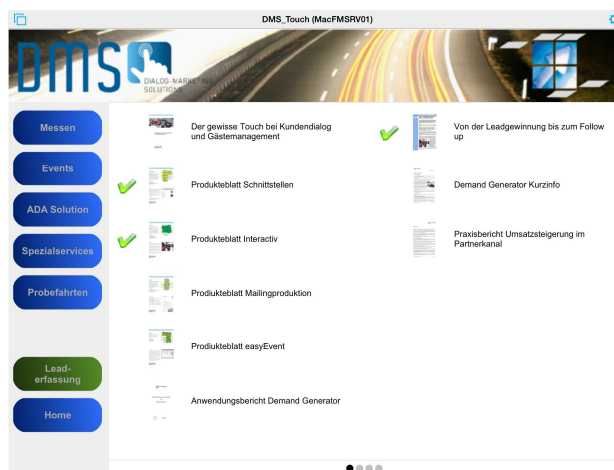 DMS_Touch (MacFMSRV01)
DMS
DIALOG-MARKETING
SOLUTIONS
Messen
Events
ADA Solution
Spezialservices
Probefahrten
Lead-
erfassung
Home
Der gewisse Touch bei Kundendialog
und Gästemanagement
Produkteblatt Schnittstellen
Produkteblatt Interactiv
Prodiukteblatt Mailingproduktion
Prodiukteblatt easyEvent
Anwendungsbericht Demand Generator
Von der Leadgewinnung bis zum Follow
up
Demand Generator Kurzinfo
Praxisbericht Umsatzsteigerung im
Partnerkanal